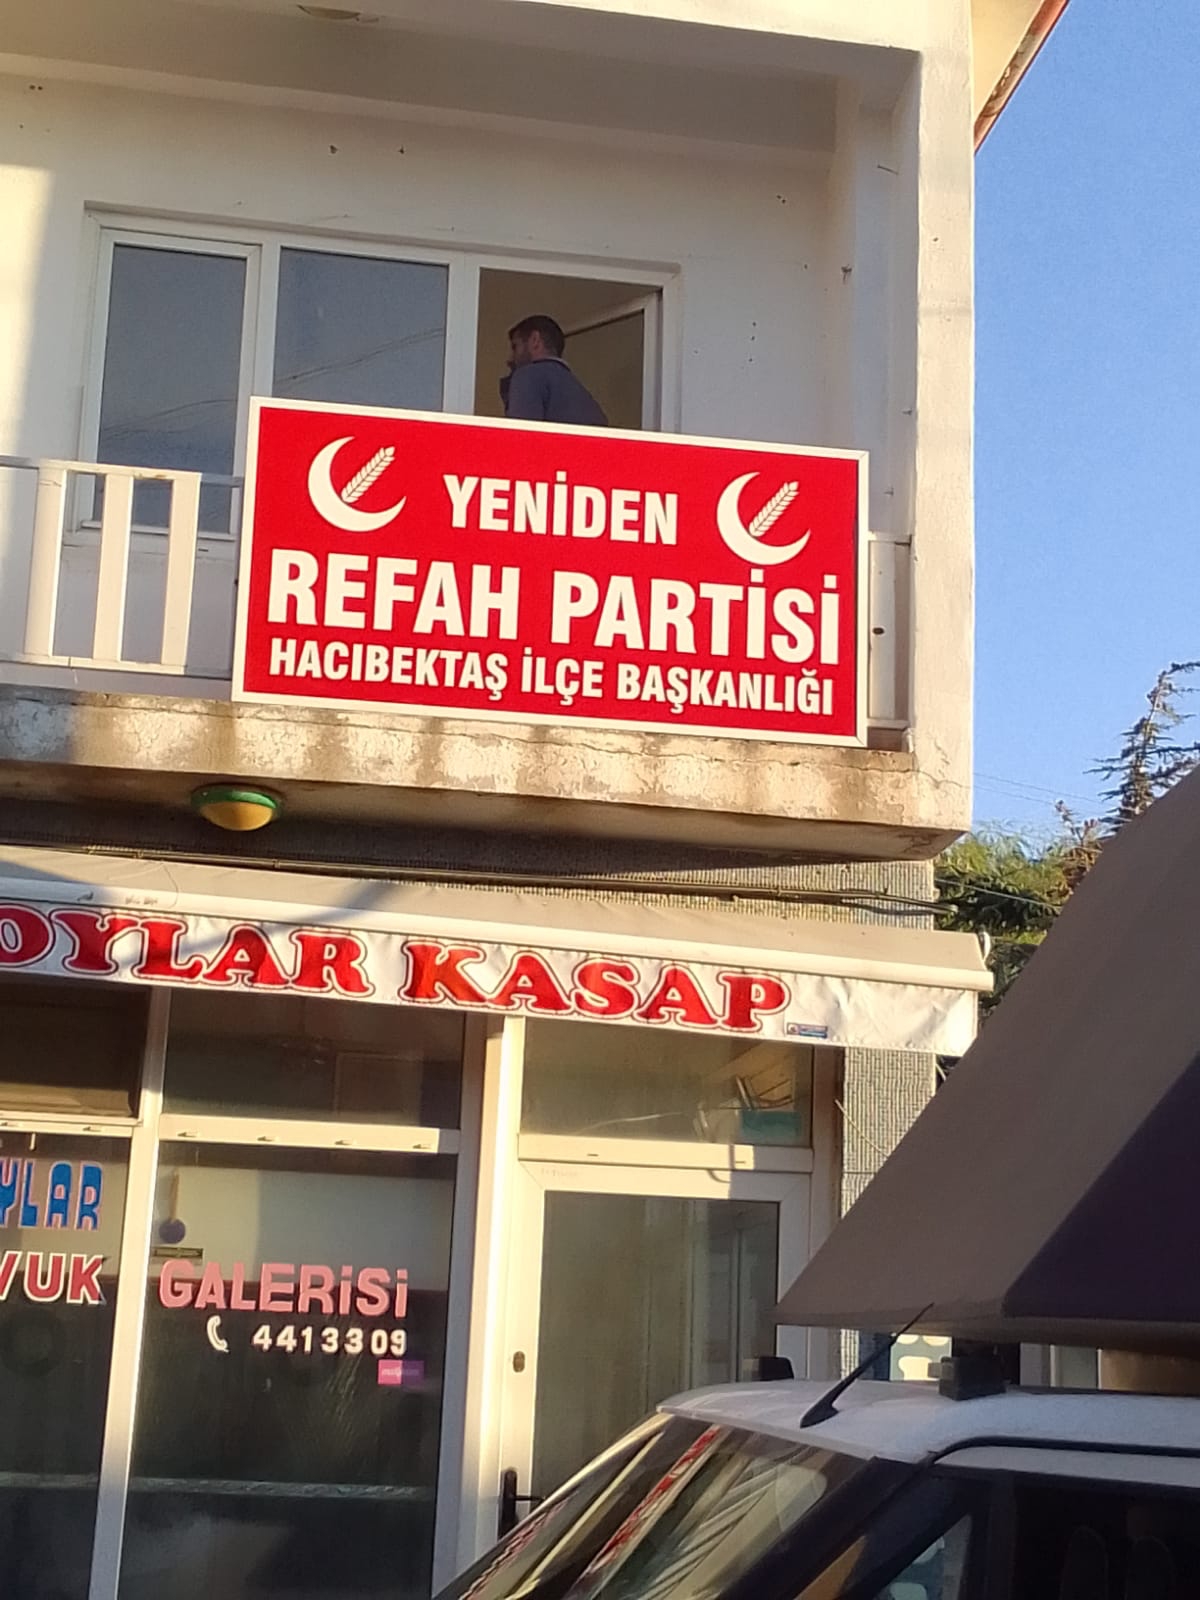 YENİDEN
REFAH PARTİSİ
HACIBEKTAŞ İLÇE BAŞKANLIĞI
OYLAR KASAP
YLAR
VUK
GALERİSİ
4413309